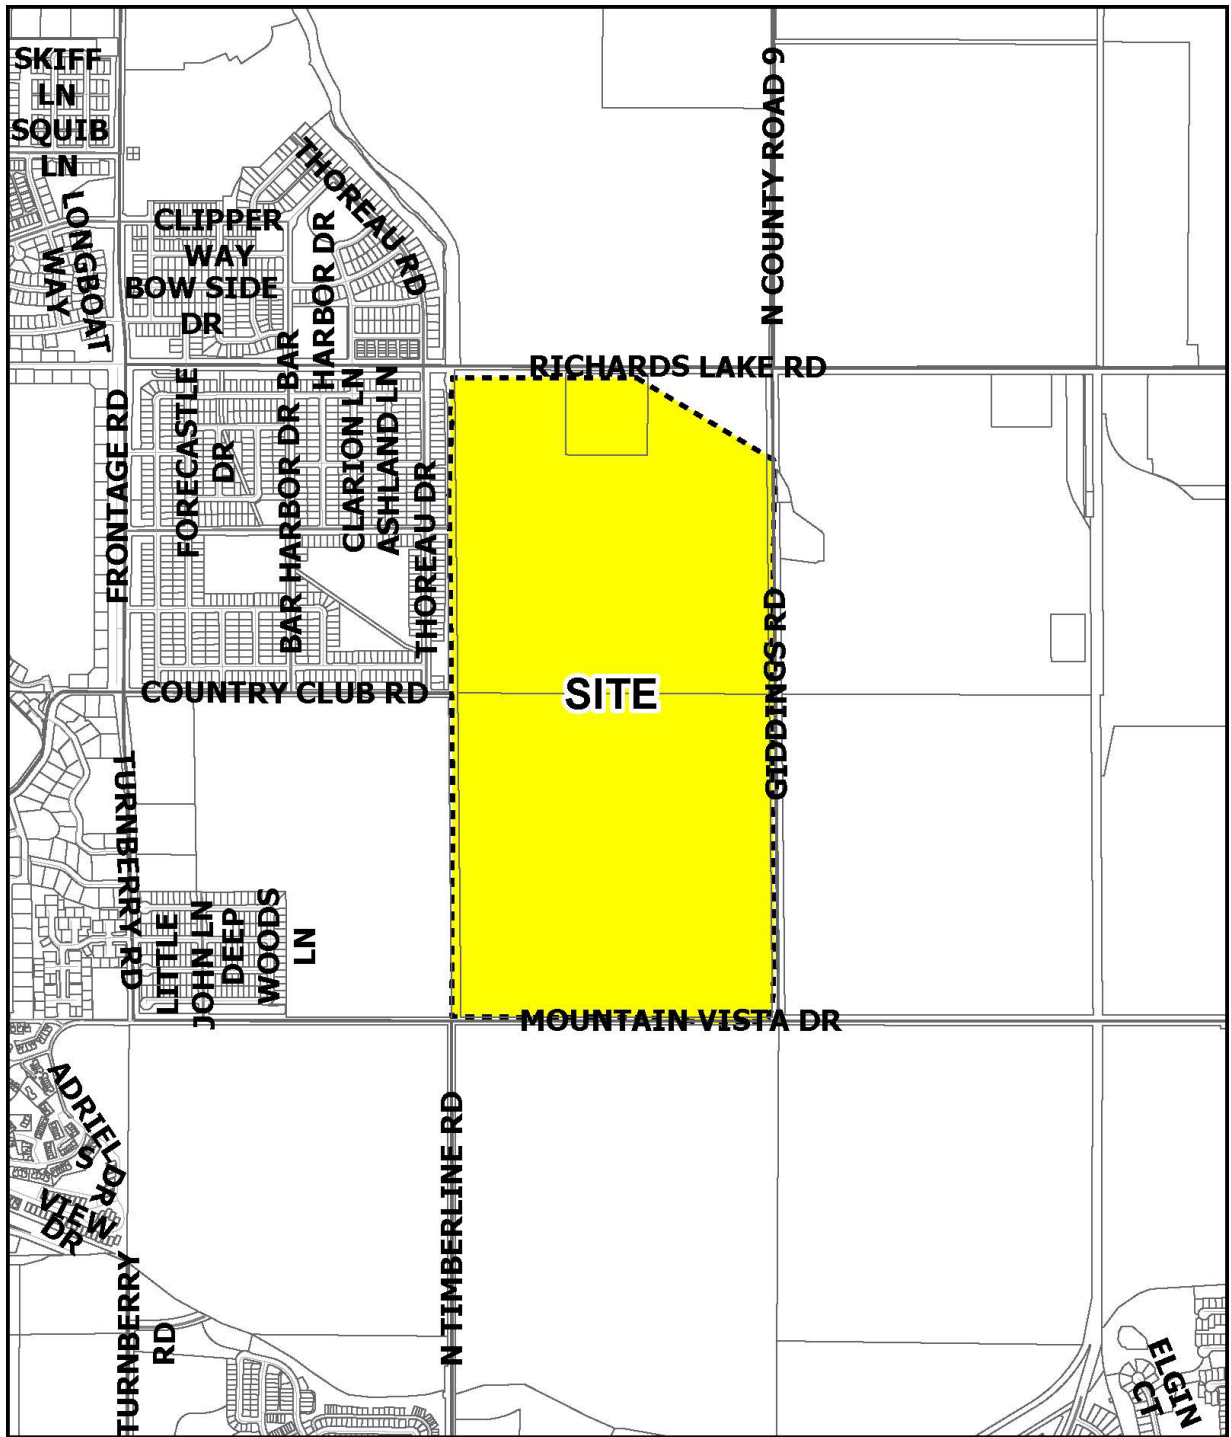 SKIFF
LN
SQUIB
LN
LONGBOAT
WAY
CLIPPER
WAY
BOW SIDE
DR
THOREAU RD
BAR
HARBOR DR
N COUNTY ROAD 9
RICHARDS LAKE RD
FRONTAGE RD
FORECASTLE
DR
BAR HARBOR DR
CLARION LN
ASHLAND LN
THOREAU DR
COUNTRY CLUB RD
SITE
GIDDINGS RD
TURNBERRY RD
LITTLE
JOHN LN
DEEP
WOODS
LN
MOUNTAIN VISTA DR
ADRIEL DR
S
VIEW
DR
TURNBERRY
RD
N TIMBERLINE RD
ELGIN
CT